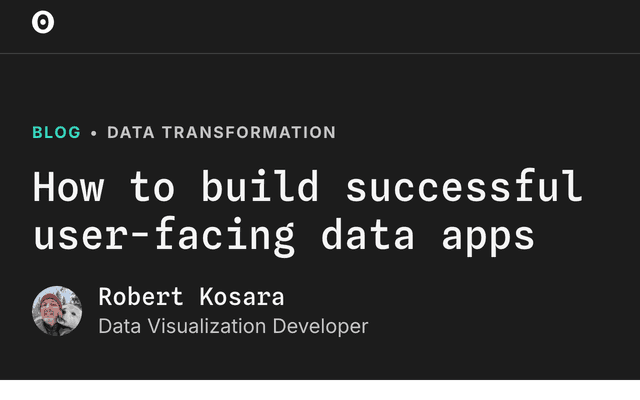 BLOG • DATA TRANSFORMATION
How to build successful
user-facing data apps
Robert Kosara
Data Visualization Developer